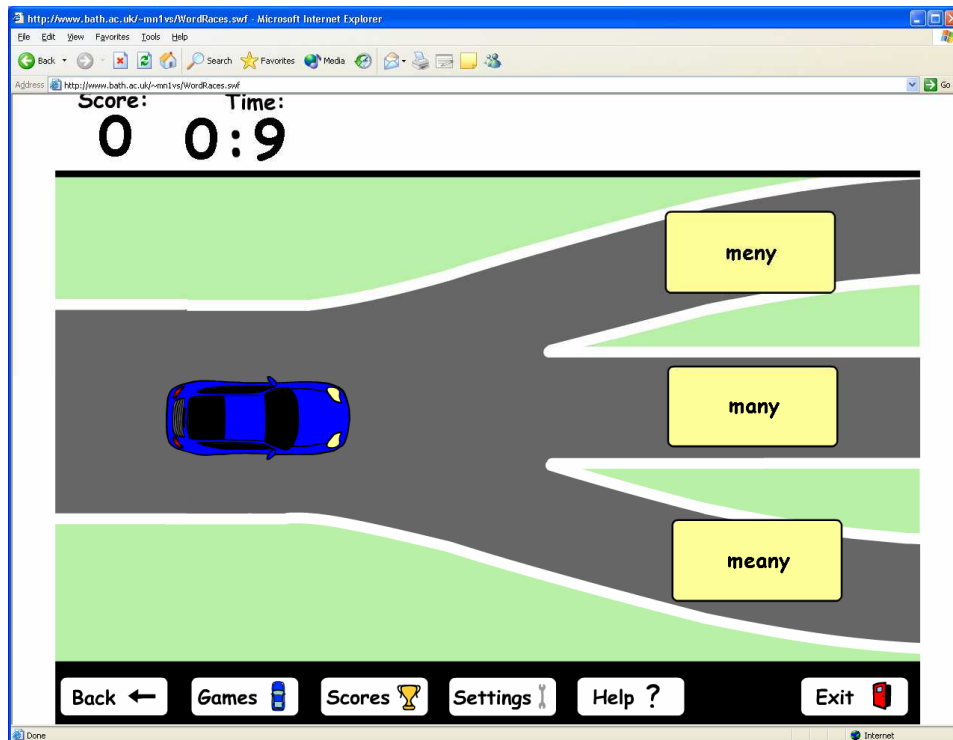 http://www.bath.ac.uk/~mn1vs/WordRaces.swf - Microsoft Internet Explorer
File Edit View Favorites Tools Help
Back Search Favorites Media
Address http://www.bath.ac.uk/~mn1vs/WordRaces.swf Go
Score: Time:
0 0:9
meny
many
meany
Back Games Scores Settings Help ? Exit
Done Internet